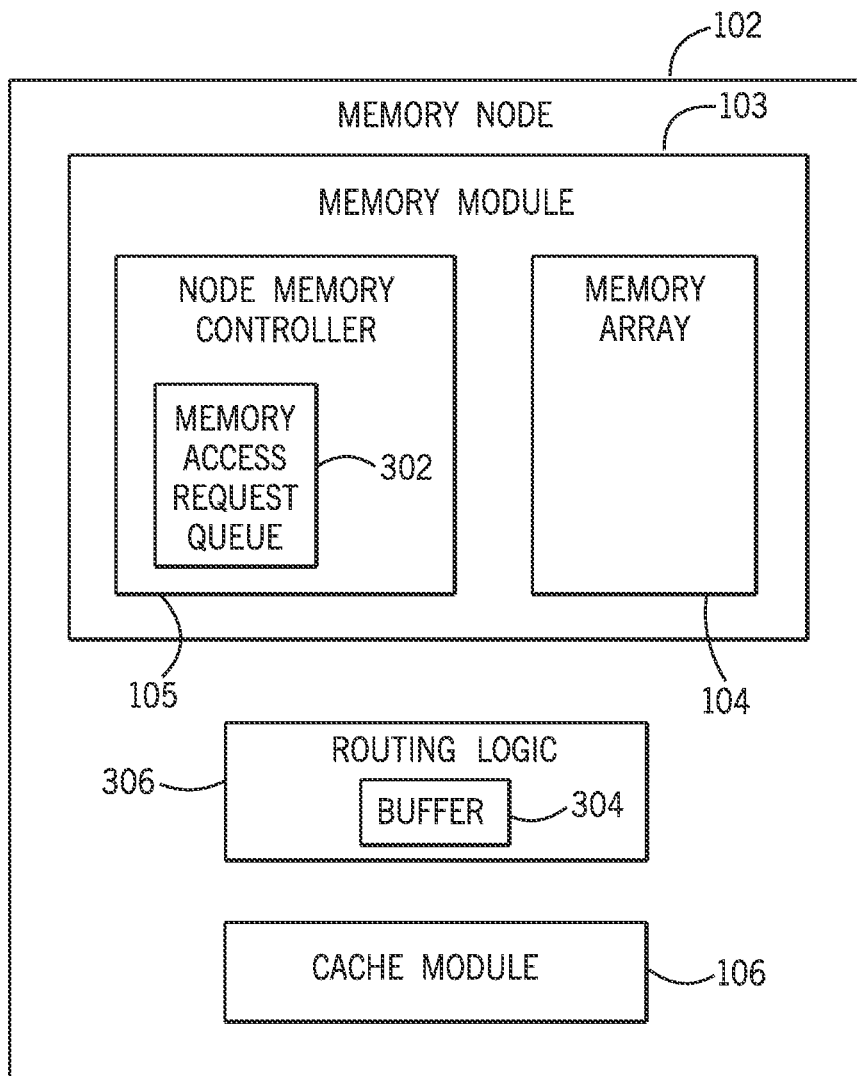 102
MEMORY NODE
103
MEMORY MODULE
NODE MEMORY
CONTROLLER
MEMORY
ARRAY
MEMORY
ACCESS
REQUEST
QUEUE
302
105
104
ROUTING LOGIC
306
BUFFER
304
CACHE MODULE
106